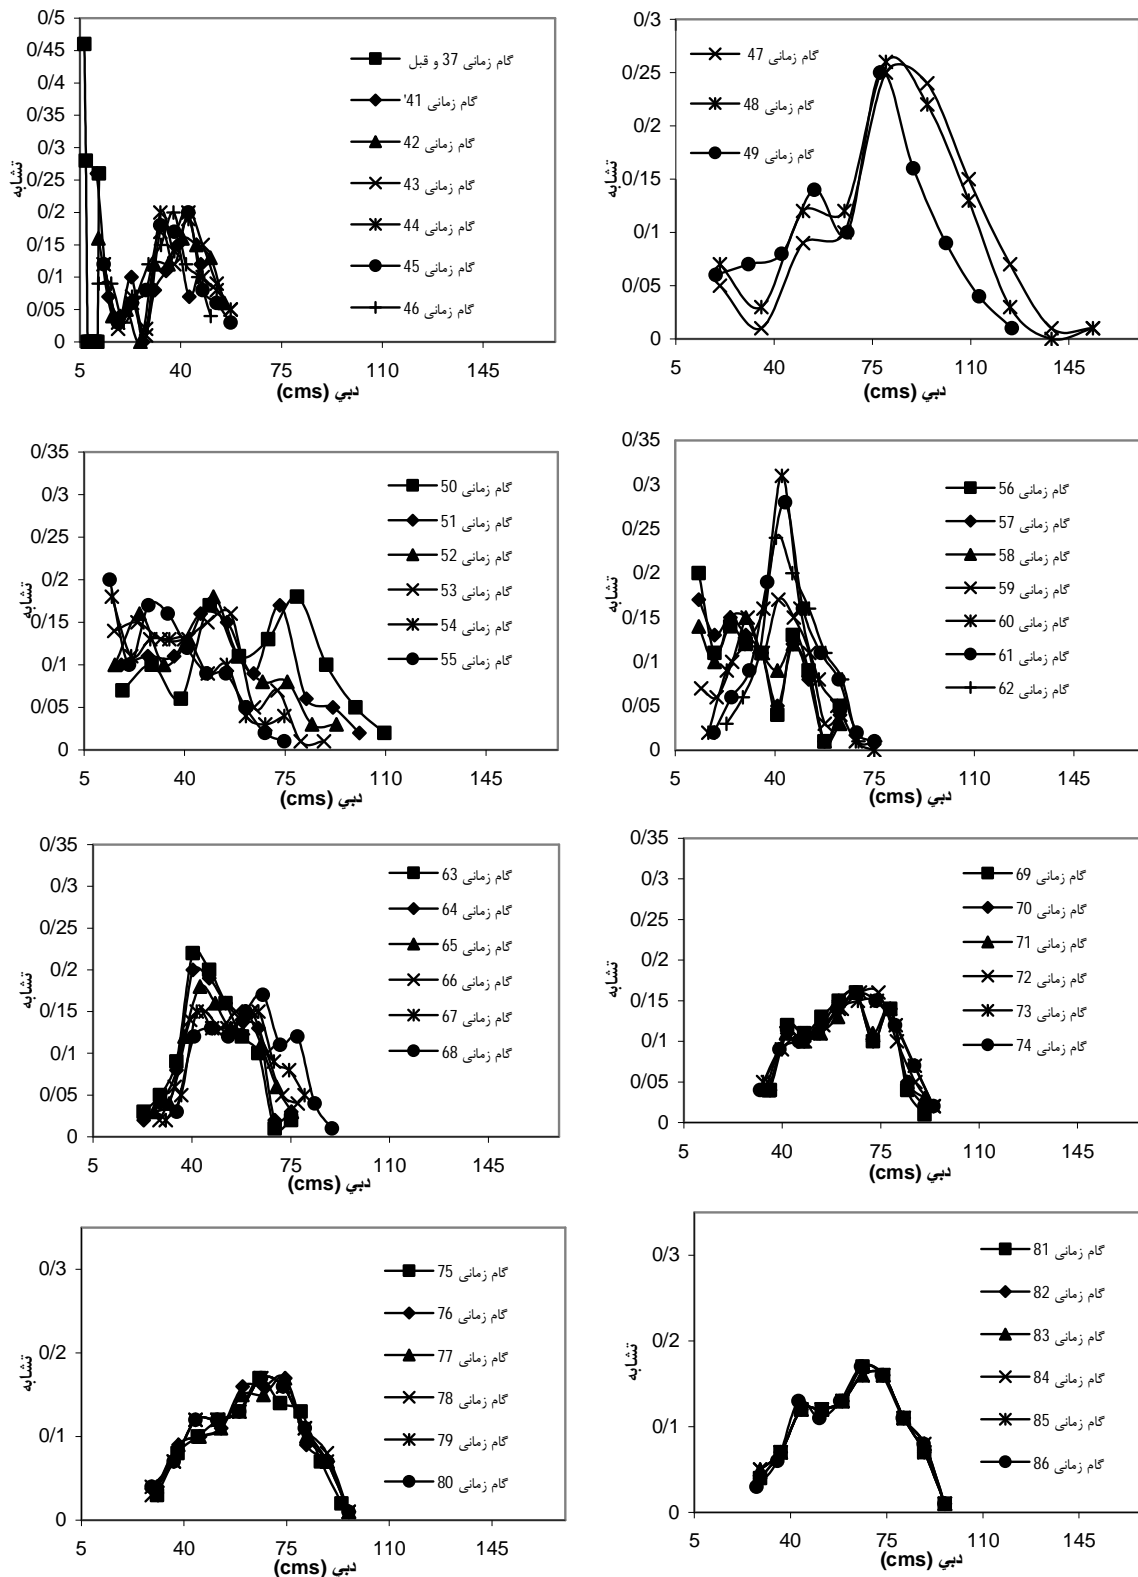 0/5
0/45
0/4
0/35
0/3
0/25
0/2
0/15
0/1
0/05
0
تشابه
گام زمانی 37 و قبل
گام زمانی 41'
گام زمانی 42
گام زمانی 43
گام زمانی 44
گام زمانی 45
گام زمانی 46
5 40 75 110 145
دبي (cms)
0/3
0/25
0/2
0/15
0/1
0/05
0
تشابه
گام زمانی 47
گام زمانی 48
گام زمانی 49
5 40 75 110 145
دبي (cms)
0/35
0/3
0/25
0/2
0/15
0/1
0/05
0
تشابه
گام زمانی 50
گام زمانی 51
گام زمانی 52
گام زمانی 53
گام زمانی 54
گام زمانی 55
5 40 75 110 145
دبي (cms)
0/35
0/3
0/25
0/2
0/15
0/1
0/05
0
تشابه
گام زمانی 56
گام زمانی 57
گام زمانی 58
گام زمانی 59
گام زمانی 60
گام زمانی 61
گام زمانی 62
5 40 75 110 145
دبي (cms)
0/35
0/3
0/25
0/2
0/15
0/1
0/05
0
تشابه
گام زمانی 63
گام زمانی 64
گام زمانی 65
گام زمانی 66
گام زمانی 67
گام زمانی 68
5 40 75 110 145
دبي (cms)
0/35
0/3
0/25
0/2
0/15
0/1
0/05
0
تشابه
گام زمانی 69
گام زمانی 70
گام زمانی 71
گام زمانی 72
گام زمانی 73
گام زمانی 74
5 40 75 110 145
دبي (cms)
0/3
0/2
0/1
0
تشابه
گام زمانی 75
گام زمانی 76
گام زمانی 77
گام زمانی 78
گام زمانی 79
گام زمانی 80
5 40 75 110 145
دبي (cms)
0/3
0/2
0/1
0
تشابه
گام زمانی 81
گام زمانی 82
گام زمانی 83
گام زمانی 84
گام زمانی 85
گام زمانی 86
5 40 75 110 145
دبي (cms)